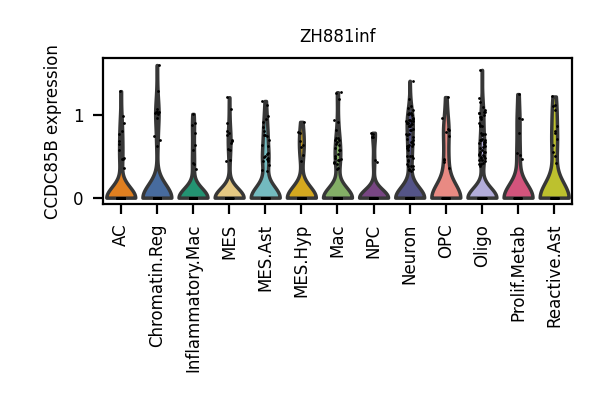 ZH881inf
CCDC85B expression
1
0
AC
Chromatin.Reg
Inflammatory.Mac
MES
MES.Ast
MES.Hyp
Mac
NPC
Neuron
OPC
Oligo
Prolif.Metab
Reactive.Ast